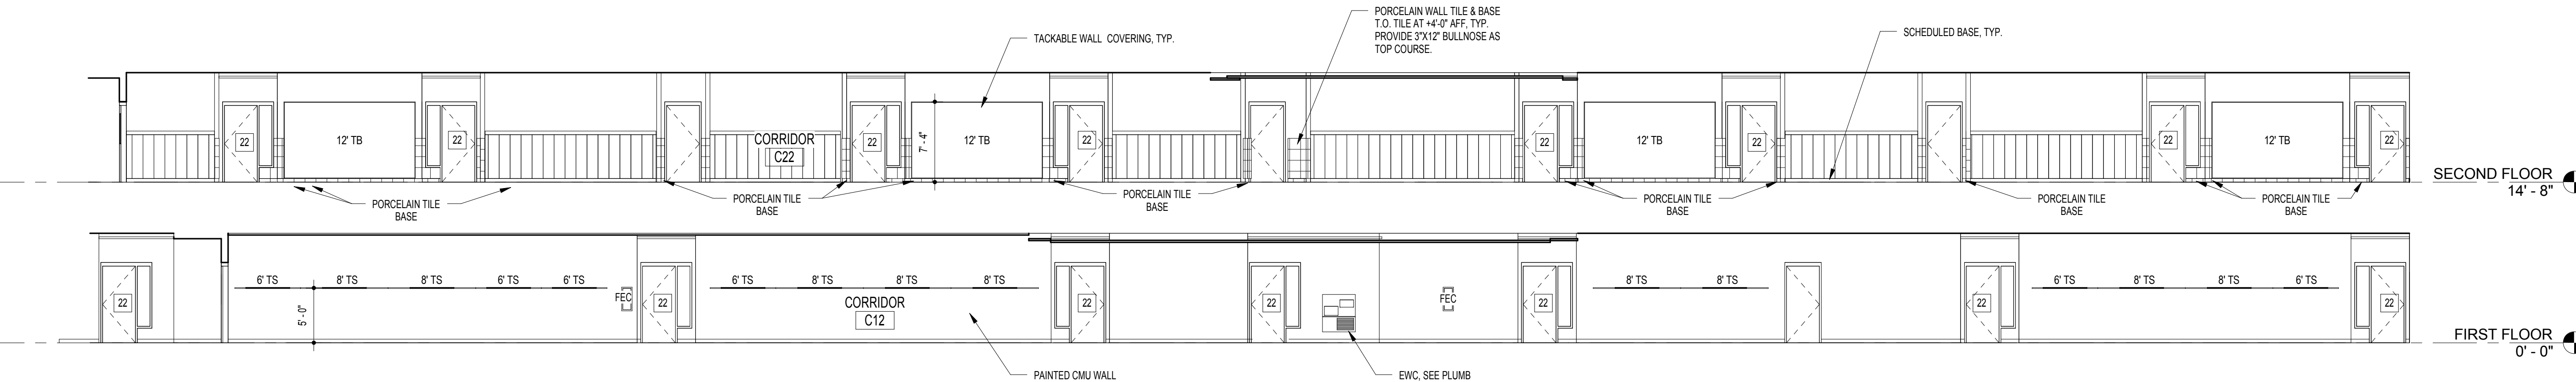 PORCELAIN WALL TILE & BASE
T.O. TILE AT +4'-0" AFF, TYP.
PROVIDE 3"X12" BULLNOSE AS
TOP COURSE.
TACKABLE WALL COVERING, TYP.
SCHEDULED BASE, TYP.
22
12' TB
22
CORRIDOR
C22
22
7' - 4"
12' TB
22
22
12' TB
22
22
12' TB
22
SECOND FLOOR
14' - 8"
PORCELAIN TILE
BASE
PORCELAIN TILE
BASE
PORCELAIN TILE
BASE
PORCELAIN TILE
BASE
PORCELAIN TILE
BASE
PORCELAIN TILE
BASE
6' TS
8' TS
8' TS
6' TS
6' TS
6' TS
8' TS
8' TS
8' TS
8' TS
8' TS
6' TS
8' TS
8' TS
6' TS
22
5' - 0"
FEC
22
CORRIDOR
C12
22
22
FEC
22
22
22
FIRST FLOOR
0' - 0"
PAINTED CMU WALL
EWC, SEE PLUMB